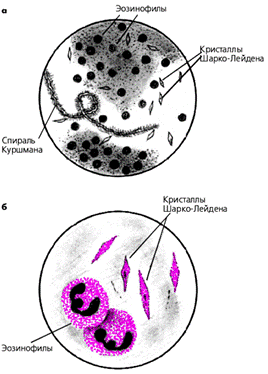 а
Эозинофилы
Кристаллы
Шарко-Лейдена
Спираль
Куршмана
б
Кристаллы
Шарко-Лейдена
Эозинофилы